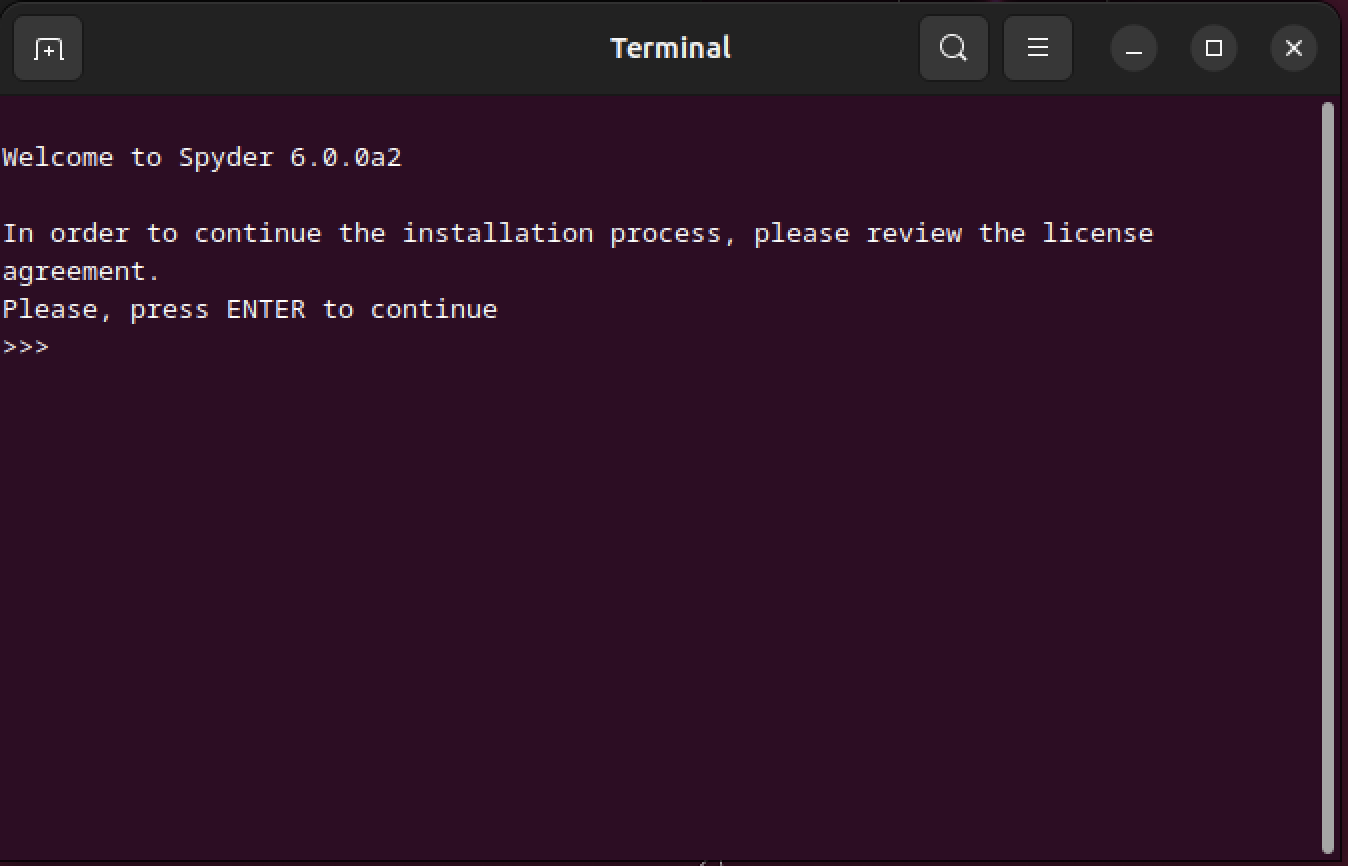 Terminal
Welcome to Spyder 6.0.0a2
In order to continue the installation process, please review the license
agreement.
Please, press ENTER to continue
>>>